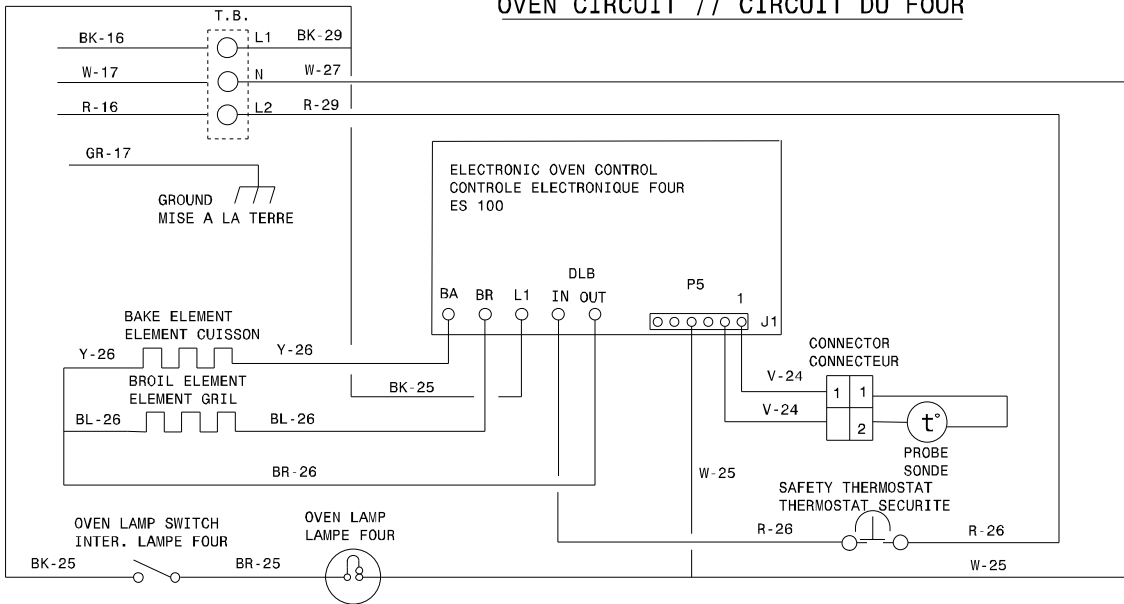 OVEN CIRCUIT // CIRCUIT DU FOUR
T.B.
BK-16 L1 BK-29
W-17 N W-27
R-16 L2 R-29
GR-17
GROUND
MISE A LA TERRE
ELECTRONIC OVEN CONTROL
CONTROLE ELECTRONIQUE FOUR
ES 100
DLB
BA BR L1 IN OUT
P5
1
J1
BAKE ELEMENT
ELEMENT CUISSON
Y-26 Y-26
BROIL ELEMENT
ELEMENT GRIL
BK-25
BL-26 BL-26
BR-26
CONNECTOR
CONNECTEUR
V-24
1 1
V-24
2
t°
PROBE
SONDE
W-25
SAFETY THERMOSTAT
THERMOSTAT SECURITE
R-26 R-26
OVEN LAMP SWITCH
INTER. LAMPE FOUR
OVEN LAMP
LAMPE FOUR
BK-25 BR-25 W-25